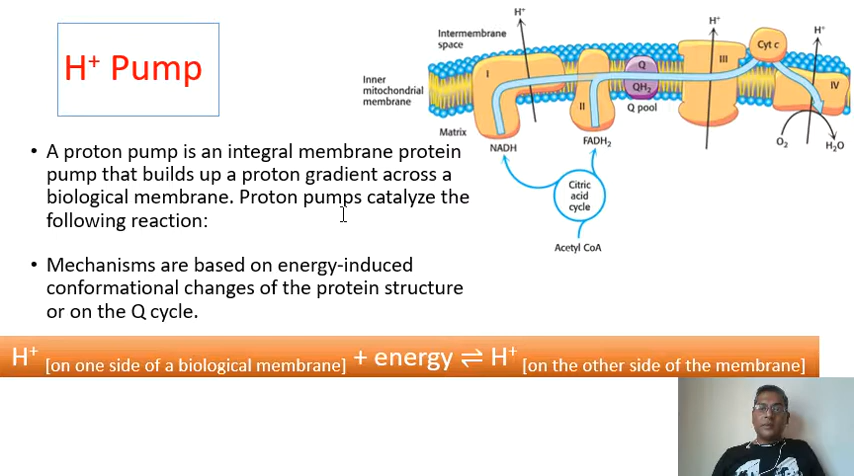 H⁺ Pump
• A proton pump is an integral membrane protein
pump that builds up a proton gradient across a
biological membrane. Proton pumps catalyze the
following reaction:
• Mechanisms are based on energy-induced
conformational changes of the protein structure
or on the Q cycle.
H⁺ [on one side of a biological membrane] + energy ⇌ H⁺ [on the other side of the membrane]
H⁺
H⁺
H⁺
Intermembrane
space
Cyt c
I
Q
III
Inner
mitochondrial
membrane
QH₂
IV
II
Q pool
Matrix
NADH
FADH₂
O₂
H₂O
Citric
acid
cycle
Acetyl CoA